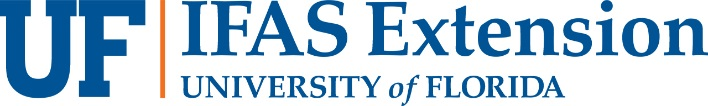 UF
IFAS Extension
UNIVERSITY of FLORIDA